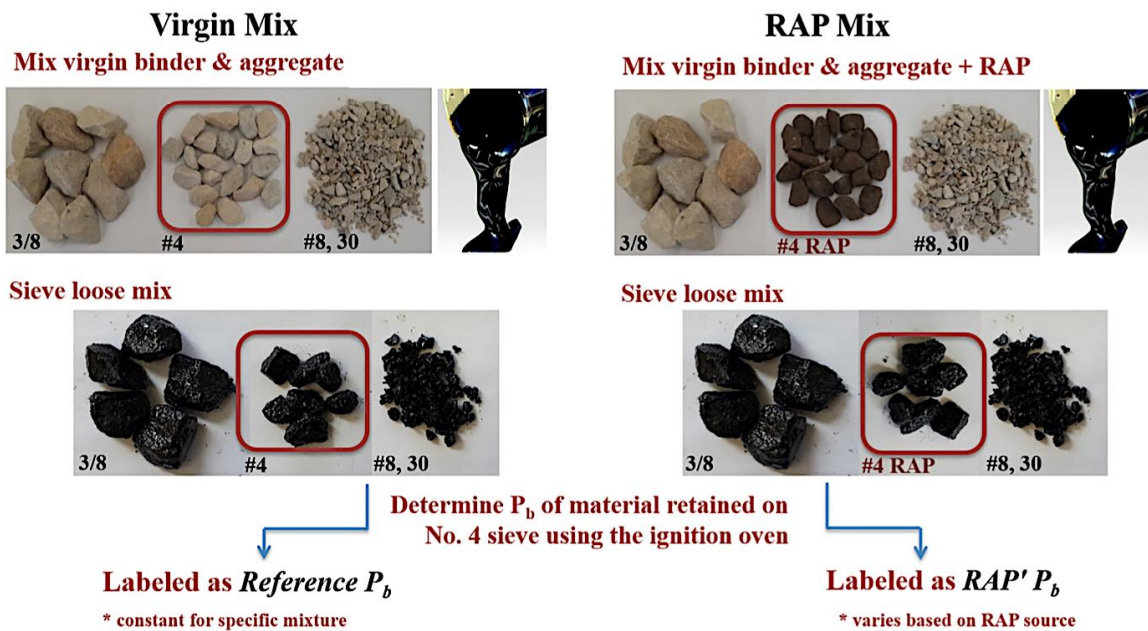 Virgin Mix
Mix virgin binder & aggregate
3/8
#4
#8, 30
Sieve loose mix
3/8
#4
#8, 30
RAP Mix
Mix virgin binder & aggregate + RAP
3/8
#4 RAP
#8, 30
Sieve loose mix
3/8
#4 RAP
#8, 30
Determine Pb of material retained on
No. 4 sieve using the ignition oven
Labeled as Reference Pb
* constant for specific mixture
Labeled as RAP' Pb
* varies based on RAP source